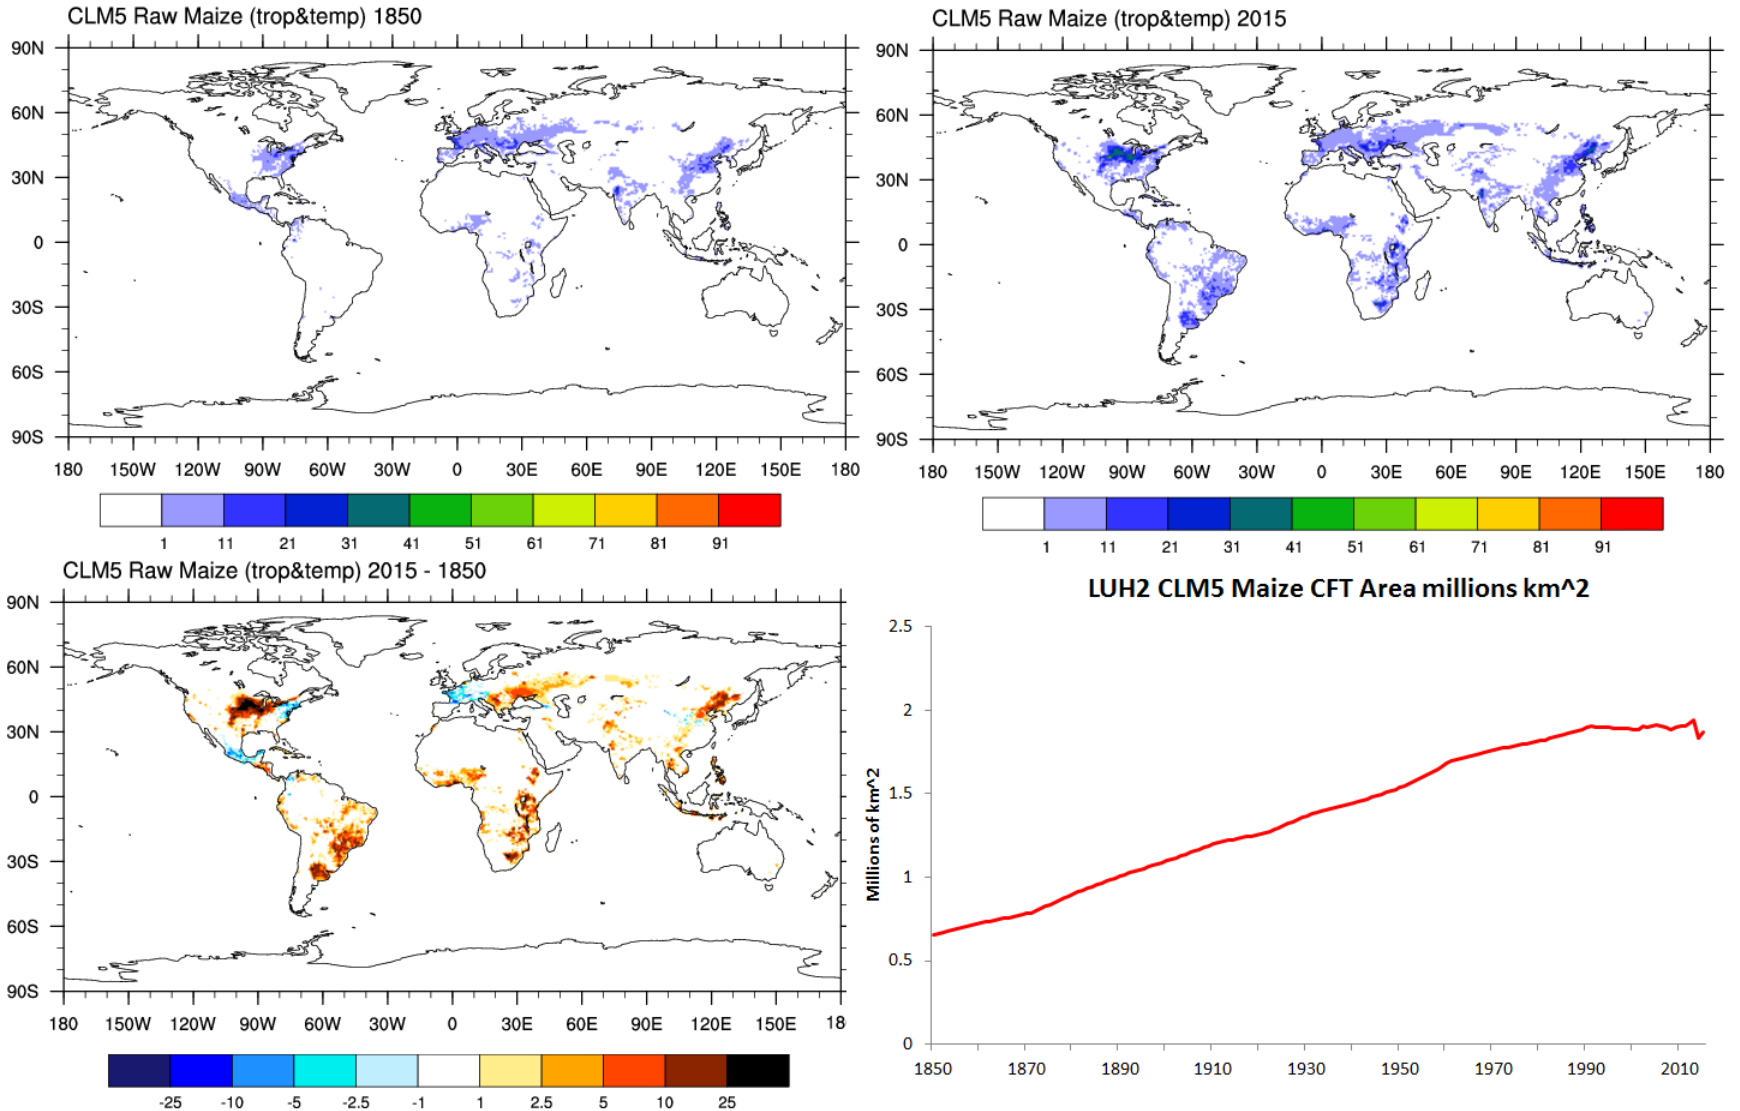 CLM5 Raw Maize (trop&temp) 1850
90N
60N
30N
0
30S
60S
90S
180 150W 120W 90W 60W 30W 0 30E 60E 90E 120E 150E 180
1 11 21 31 41 51 61 71 81 91
CLM5 Raw Maize (trop&temp) 2015
90N
60N
30N
0
30S
60S
90S
180 150W 120W 90W 60W 30W 0 30E 60E 90E 120E 150E 180
1 11 21 31 41 51 61 71 81 91
CLM5 Raw Maize (trop&temp) 2015 - 1850
90N
60N
30N
0
30S
60S
90S
180 150W 120W 90W 60W 30W 0 30E 60E 90E 120E 150E 18
-25 -10 -5 -2.5 -1 1 2.5 5 10 25
LUH2 CLM5 Maize CFT Area millions km^2
Millions of km^2
2.5
2
1.5
1
0.5
0
1850 1870 1890 1910 1930 1950 1970 1990 2010